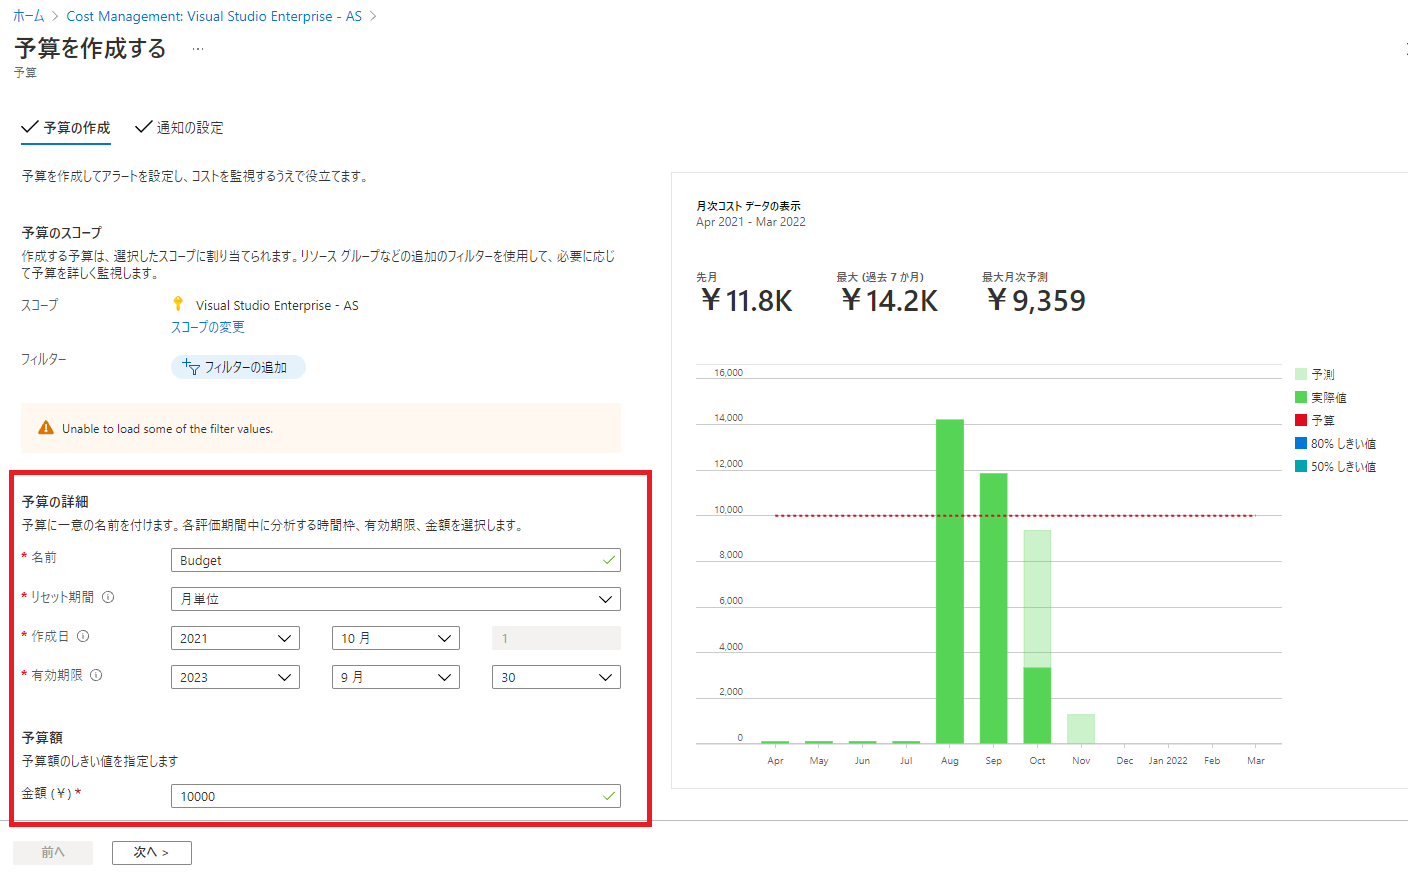 ホーム > Cost Management: Visual Studio Enterprise - AS >
予算を作成する ...
予算
予算の作成 通知の設定
予算を作成してアラートを設定し、コストを監視するうえで役立てます。
予算のスコープ
作成する予算は、選択したスコープに割り当てられます。リソース グループなどの追加のフィルターを使用して、必要に応じ
て予算を詳しく監視します。
スコープ Visual Studio Enterprise - AS
スコープの変更
フィルター フィルターの追加
Unable to load some of the filter values.
予算の詳細
予算に一意の名前を付けます。各評価期間中に分析する時間枠、有効期限、金額を選択します。
* 名前 Budget
* リセット期間 月単位
* 作成日 2021 10 月 1
* 有効期限 2023 9 月 30
予算額
予算額のしきい値を指定します
金額 (¥) * 10000
前へ 次へ >
月次コスト データの表示
Apr 2021 - Mar 2022
先月 最大 (過去 7 か月) 最大月次予測
¥11.8K ¥14.2K ¥9,359
16,000
14,000
12,000
10,000
8,000
6,000
4,000
2,000
0
Apr May Jun Jul Aug Sep Oct Nov Dec Jan 2022 Feb Mar
予測
実際値
予算
80% しきい値
50% しきい値